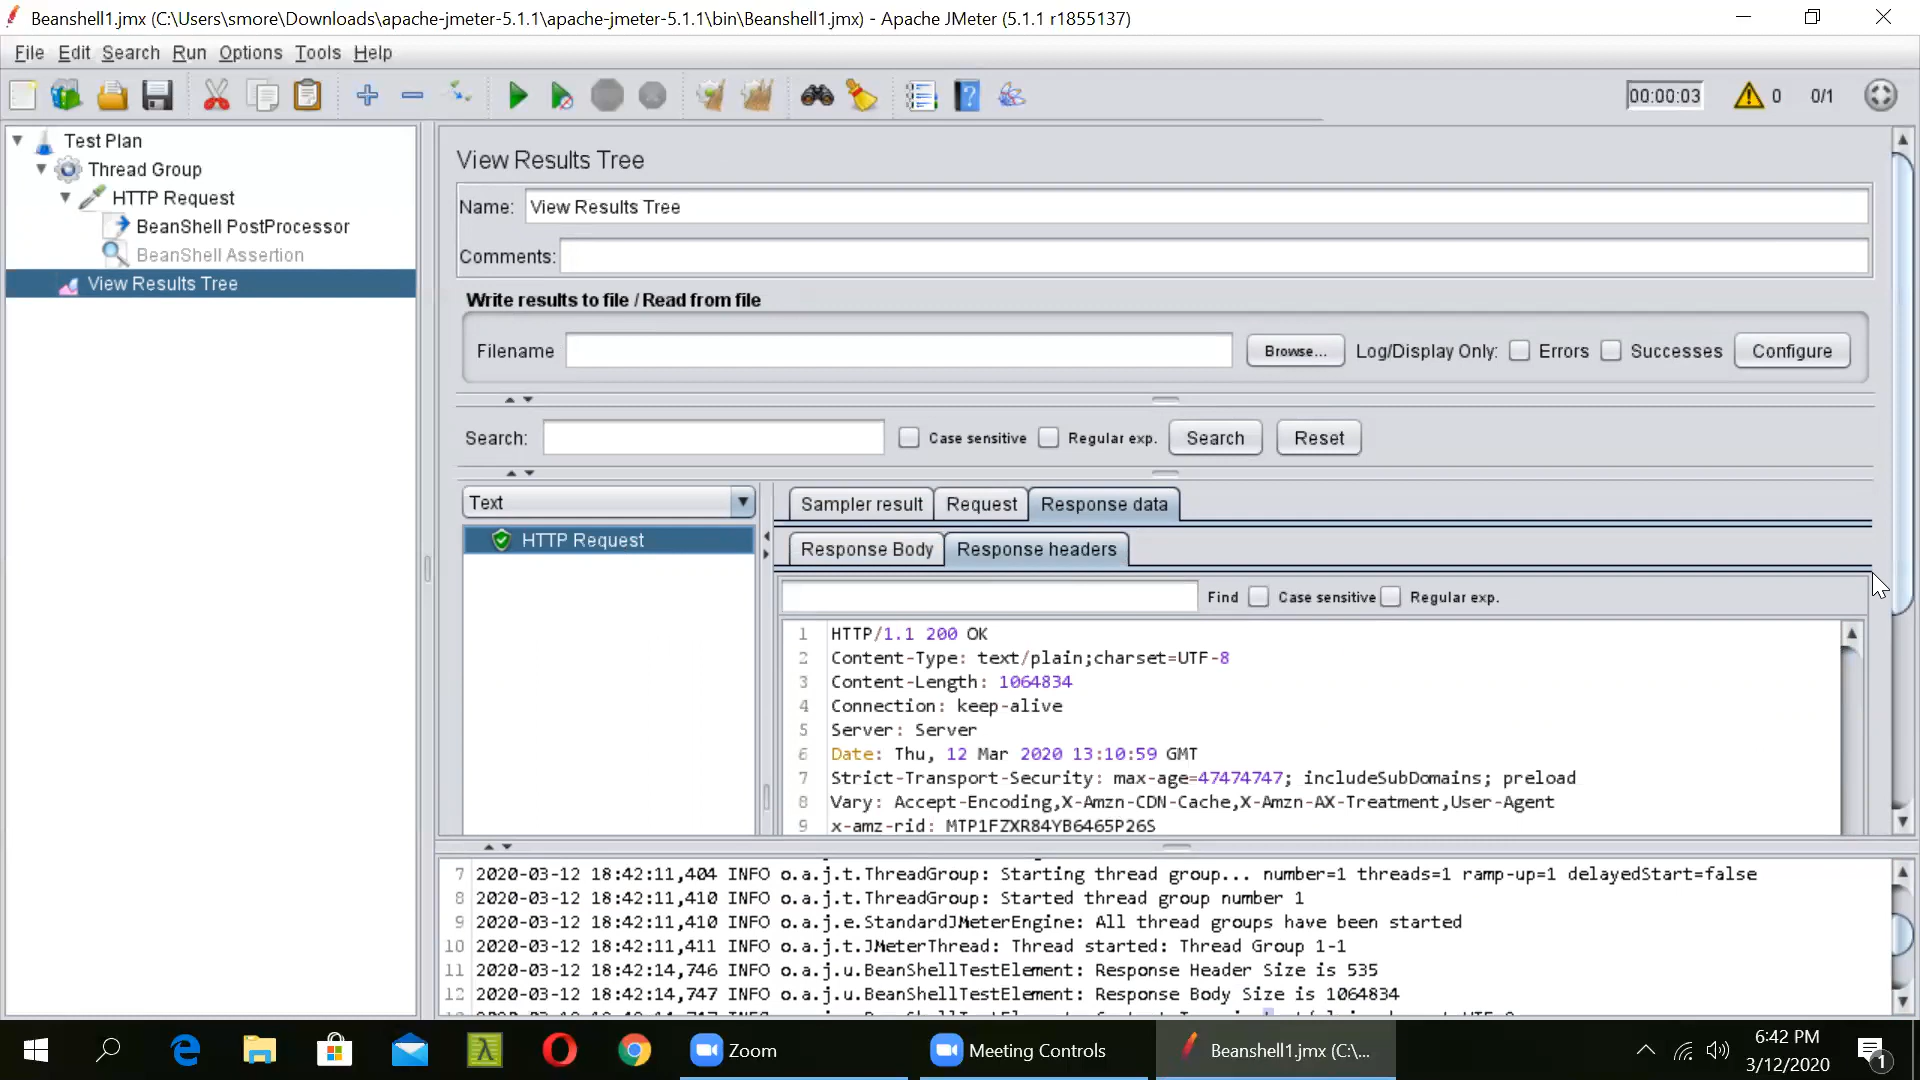 Beanshell1.jmx (C:\Users\smore\Downloads\apache-jmeter-5.1.1\apache-jmeter-5.1.1\bin\Beanshell1.jmx) - Apache JMeter (5.1.1 r1855137)
File Edit Search Run Options Tools Help
00:00:03 0 0/1
Test Plan
Thread Group
HTTP Request
BeanShell PostProcessor
BeanShell Assertion
View Results Tree
View Results Tree
Name: View Results Tree
Comments:
Write results to file / Read from file
Filename Browse... Log/Display Only: Errors Successes Configure
Search: Case sensitive Regular exp. Search Reset
Text
HTTP Request
Sampler result Request Response data
Response Body Response headers
Find Case sensitive Regular exp.
1 HTTP/1.1 200 OK
2 Content-Type: text/plain;charset=UTF-8
3 Content-Length: 1064834
4 Connection: keep-alive
5 Server: Server
6 Date: Thu, 12 Mar 2020 13:10:59 GMT
7 Strict-Transport-Security: max-age=47474747; includeSubDomains; preload
8 Vary: Accept-Encoding,X-Amzn-CDN-Cache,X-Amzn-AX-Treatment,User-Agent
9 x-amz-rid: MTP1FZXR84YB6465P26S
7 2020-03-12 18:42:11,404 INFO o.a.j.t.ThreadGroup: Starting thread group... number=1 threads=1 ramp-up=1 delayedStart=false
8 2020-03-12 18:42:11,410 INFO o.a.j.t.ThreadGroup: Started thread group number 1
9 2020-03-12 18:42:11,410 INFO o.a.j.e.StandardJMeterEngine: All thread groups have been started
10 2020-03-12 18:42:11,411 INFO o.a.j.t.JMeterThread: Thread started: Thread Group 1-1
11 2020-03-12 18:42:14,746 INFO o.a.j.u.BeanShellTestElement: Response Header Size is 535
12 2020-03-12 18:42:14,747 INFO o.a.j.u.BeanShellTestElement: Response Body Size is 1064834
Zoom
Meeting Controls
Beanshell1.jmx (C:\...
6:42 PM
3/12/2020
1